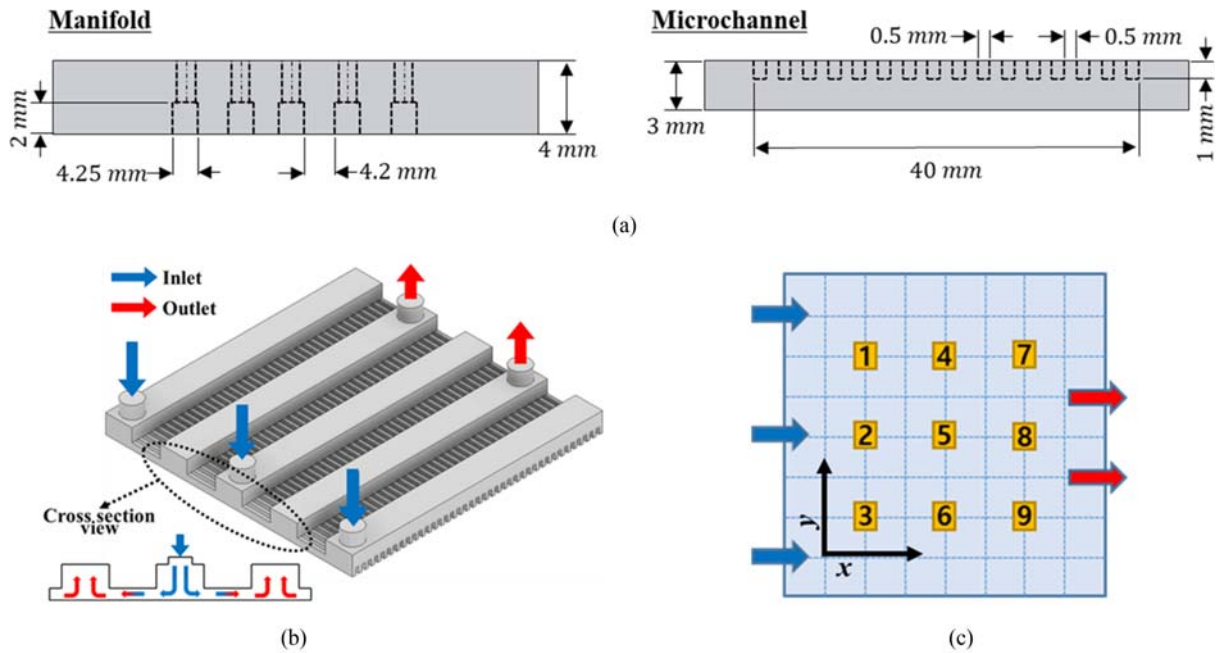 Manifold
2 mm
4.25 mm
4.2 mm
4 mm
Microchannel
0.5 mm
0.5 mm
3 mm
1 mm
40 mm
(a)
Inlet
Outlet
Cross section
view
(b)
1 4 7
2 5 8
3 6 9
y
x
(c)